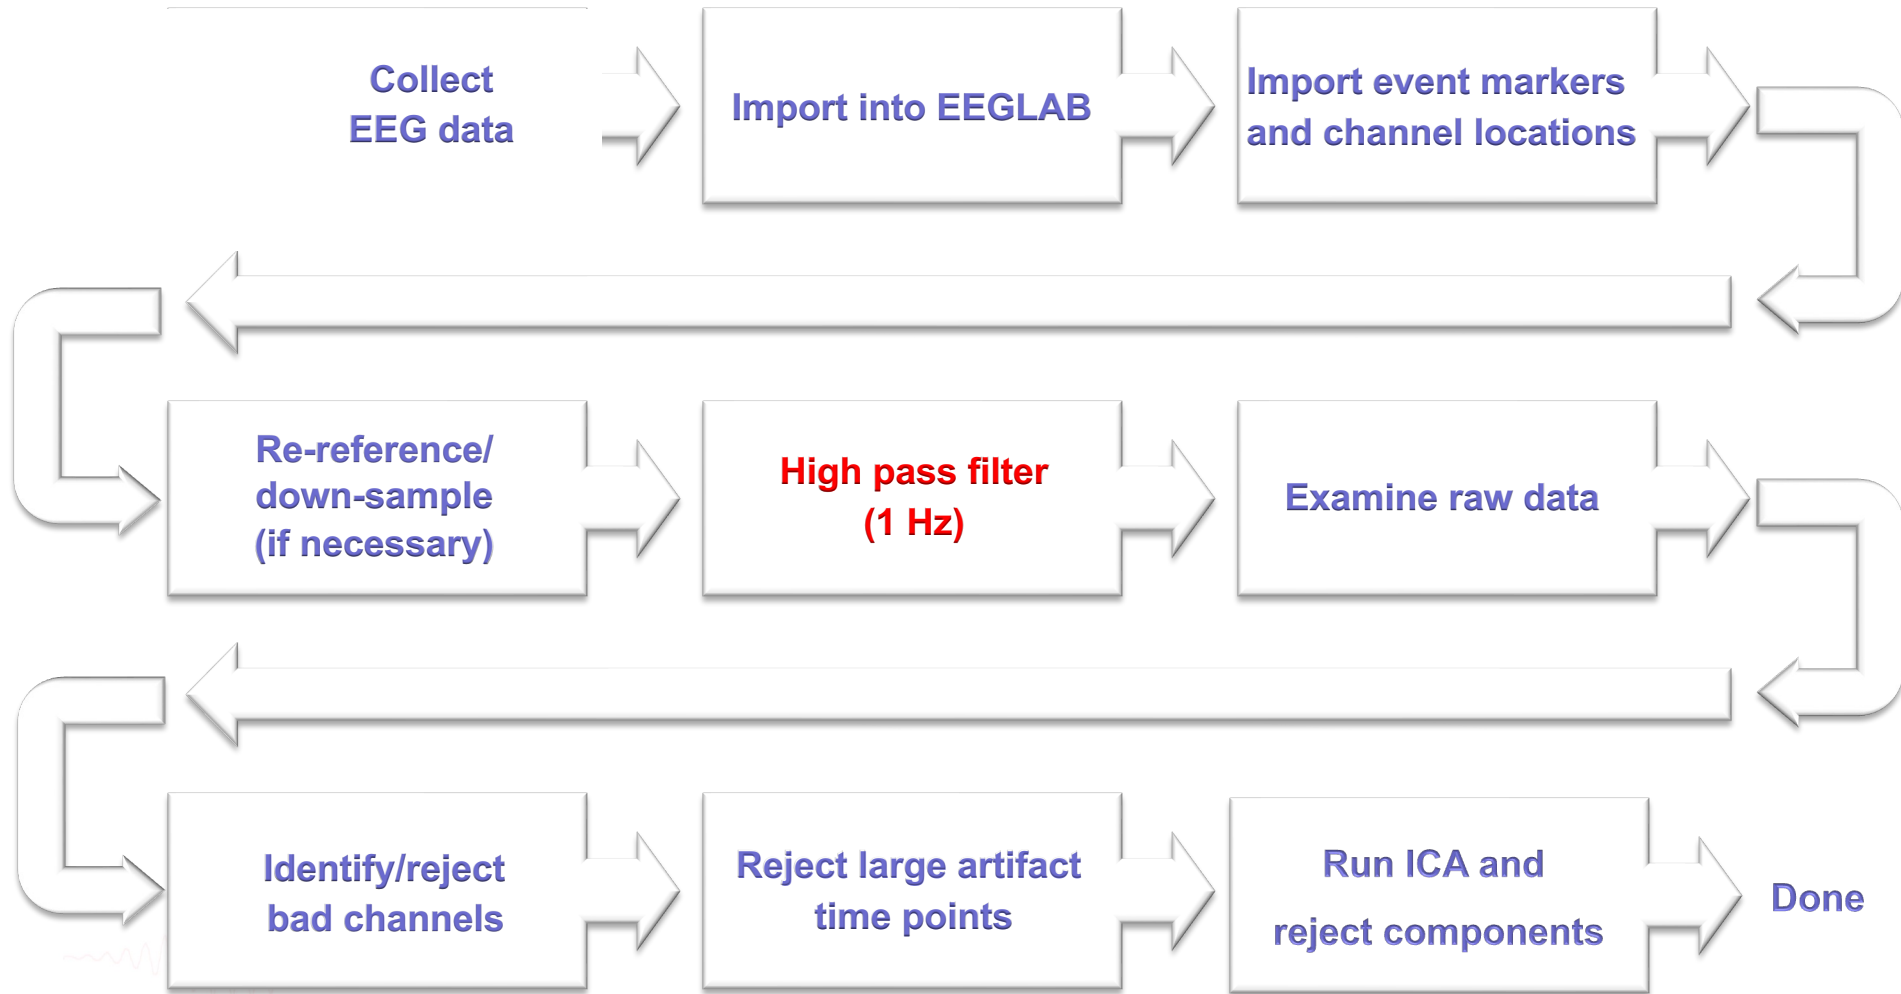 Collect
EEG data
Import into EEGLAB
Import event markers
and channel locations
Re-reference/
down-sample
(if necessary)
High pass filter
(1 Hz)
Examine raw data
Identify/reject
bad channels
Reject large artifact
time points
Run ICA and
reject components
Done